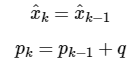 x̂ₖ = x̂ₖ₋₁
pₖ = pₖ₋₁ + q